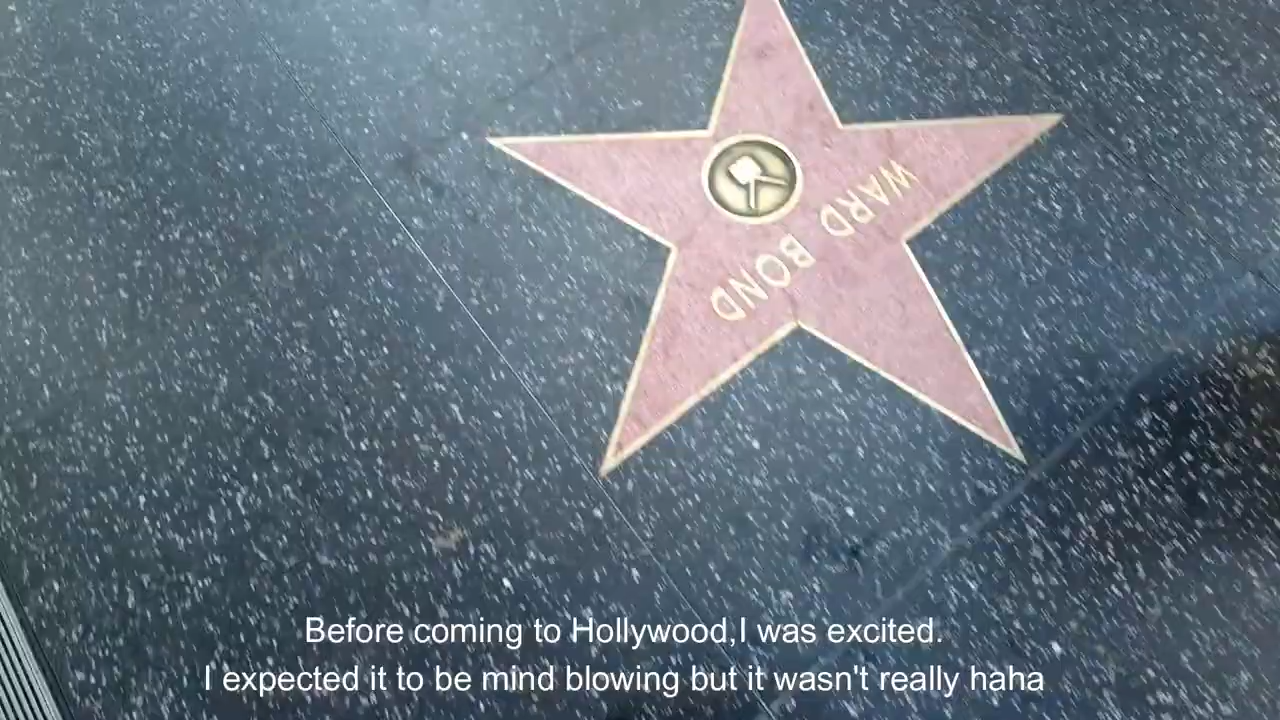 WARD BOND
Before coming to Hollywood,I was excited.
I expected it to be mind blowing but it wasn't really haha